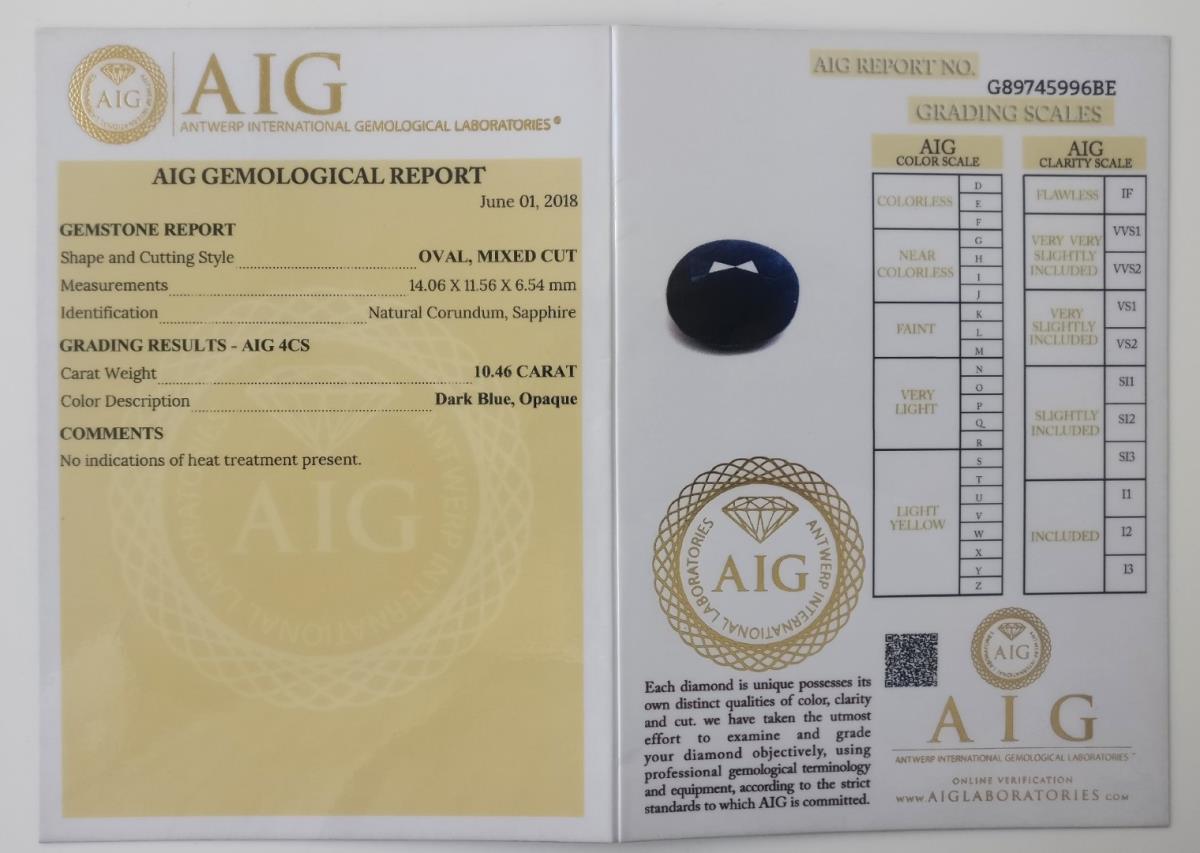 AIG
AIG
ANTWERP INTERNATIONAL GEMOLOGICAL LABORATORIES®
AIG GEMOLOGICAL REPORT
June 01, 2018
GEMSTONE REPORT
Shape and Cutting Style OVAL, MIXED CUT
Measurements 14.06 X 11.56 X 6.54 mm
Identification Natural Corundum, Sapphire
GRADING RESULTS - AIG 4CS
Carat Weight 10.46 CARAT
Color Description Dark Blue, Opaque
COMMENTS
No indications of heat treatment present.
AIG
AIG REPORT NO.
G89745996BE
GRADING SCALES
AIG
COLOR SCALE
COLORLESS
D
E
F
NEAR
COLORLESS
G
H
I
J
FAINT
K
L
M
VERY
LIGHT
N
O
P
Q
R
LIGHT
YELLOW
S
T
U
V
W
X
Y
Z
AIG
CLARITY SCALE
FLAWLESS
IF
VERY VERY
SLIGHTLY
INCLUDED
VVS1
VVS2
VERY
SLIGHTLY
INCLUDED
VS1
VS2
SLIGHTLY
INCLUDED
SI1
SI2
SI3
INCLUDED
I1
I2
I3
AIG
ANTWERP INTERNATIONAL LABORATORIES
Each diamond is unique possesses its
own distinct qualities of color, clarity
and cut. we have taken the utmost
effort to examine and grade
your diamond objectively, using
professional gemological terminology
and equipment, according to the strict
standards to which AIG is committed.
AIG
AIG
ANTWERP INTERNATIONAL GEMOLOGICAL LABORATORIES™
ONLINE VERIFICATION
WWW.AIGLABORATORIES.COM